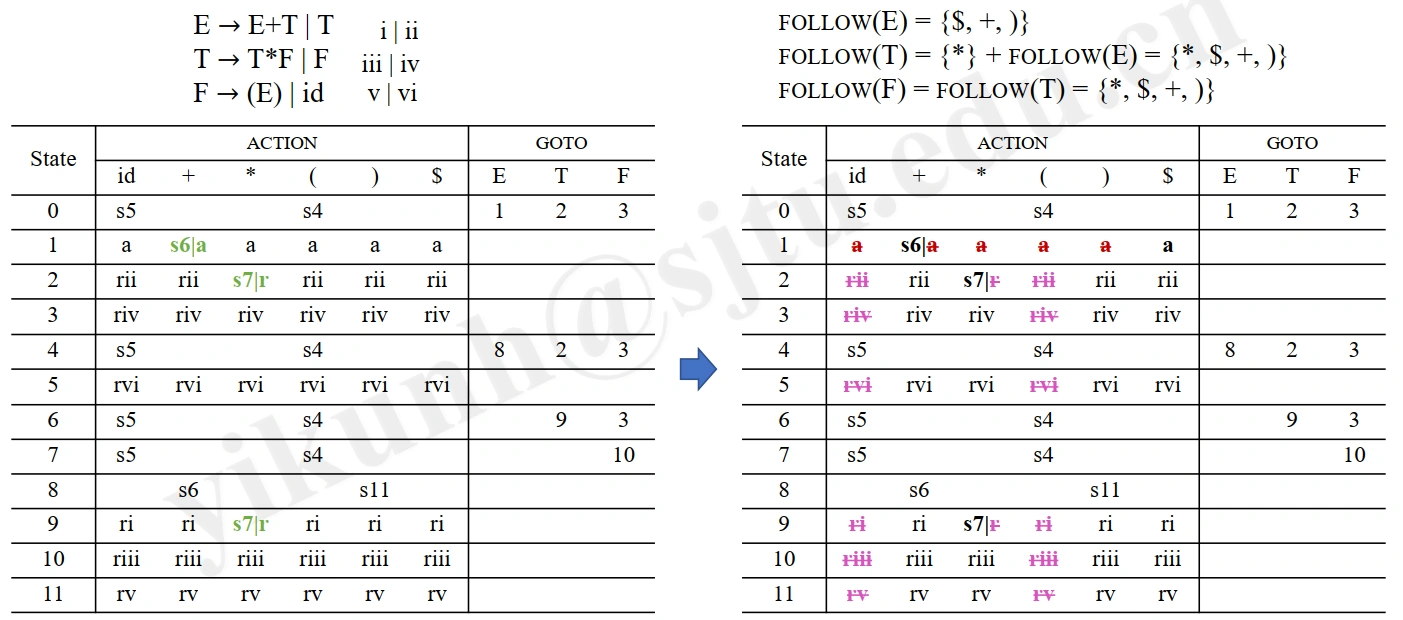 E → E+T | T i | ii
T → T*F | F iii | iv
F → (E) | id v | vi
FOLLOW(E) = {$, +, )}
FOLLOW(T) = {*} + FOLLOW(E) = {*, $, +, )}
FOLLOW(F) = FOLLOW(T) = {*, $, +, )}
State ACTION GOTO
id + * ( ) $ E T F
0 s5 s4 1 2 3
1 a s6|a a a a a
2 rii rii s7|r rii rii rii
3 riv riv riv riv riv riv
4 s5 s4 8 2 3
5 rvi rvi rvi rvi rvi rvi
6 s5 s4 9 3
7 s5 s4 10
8 s6 s11
9 ri ri s7|r ri ri ri
10 riii riii riii riii riii riii
11 rv rv rv rv rv rv
State ACTION GOTO
id + * ( ) $ E T F
0 s5 s4 1 2 3
1 a s6|a a a a a
2 rii rii s7|r rii rii rii
3 riv riv riv riv riv riv
4 s5 s4 8 2 3
5 rvi rvi rvi rvi rvi rvi
6 s5 s4 9 3
7 s5 s4 10
8 s6 s11
9 ri ri s7|r ri ri ri
10 riii riii riii riii riii riii
11 rv rv rv rv rv rv
yikunh@sjtu.edu.cn